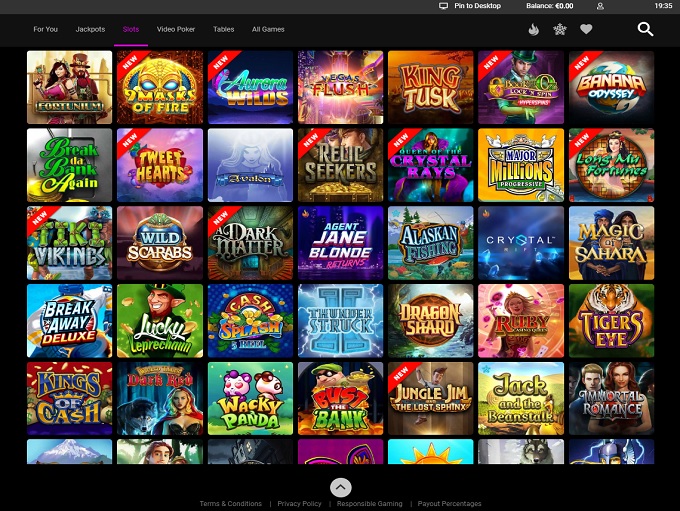 Pin to Desktop Balance: €0.00 19:35
For You Jackpots Slots Video Poker Tables All Games
FORTUNIUM
NEW
9 MASKS OF FIRE
NEW
Aurora WILDS
VEGAS FLUSH
KING TUSK
NEW
LOCK'N SPIN
HYPERSPINS
NEW
BANANA ODYSSEY
Break da Bank Again
NEW
TWEET HEARTS
Avalon
NEW
RELIC SEEKERS
NEW
QUEEN OF THE CRYSTAL RAYS
MAJOR MILLIONS
PROGRESSIVE
NEW
Long Mu Fortunes
NEW
TIKI VIKINGS
WILD SCARABS
NEW
A DARK MATTER
AGENT JANE BLONDE RETURNS
ALASKAN FISHING
CRYSTAL RIFT
MAGIC OF SAHARA
BREAK AWAY DELUXE
Lucky Leprechaun
CASH SPLASH
5 REEL
THUNDER STRUCK II
DRAGON SHARD
RUBY
TIGER'S EYE
KINGS OF CASH
DARK RED
WACKY PANDA
BUST THE BANK
NEW
JUNGLE JIM
AND THE LOST SPHINX
Jack and the Beanstalk
IMMORTAL ROMANCE
Terms & Conditions | Privacy Policy | Responsible Gaming | Payout Percentages